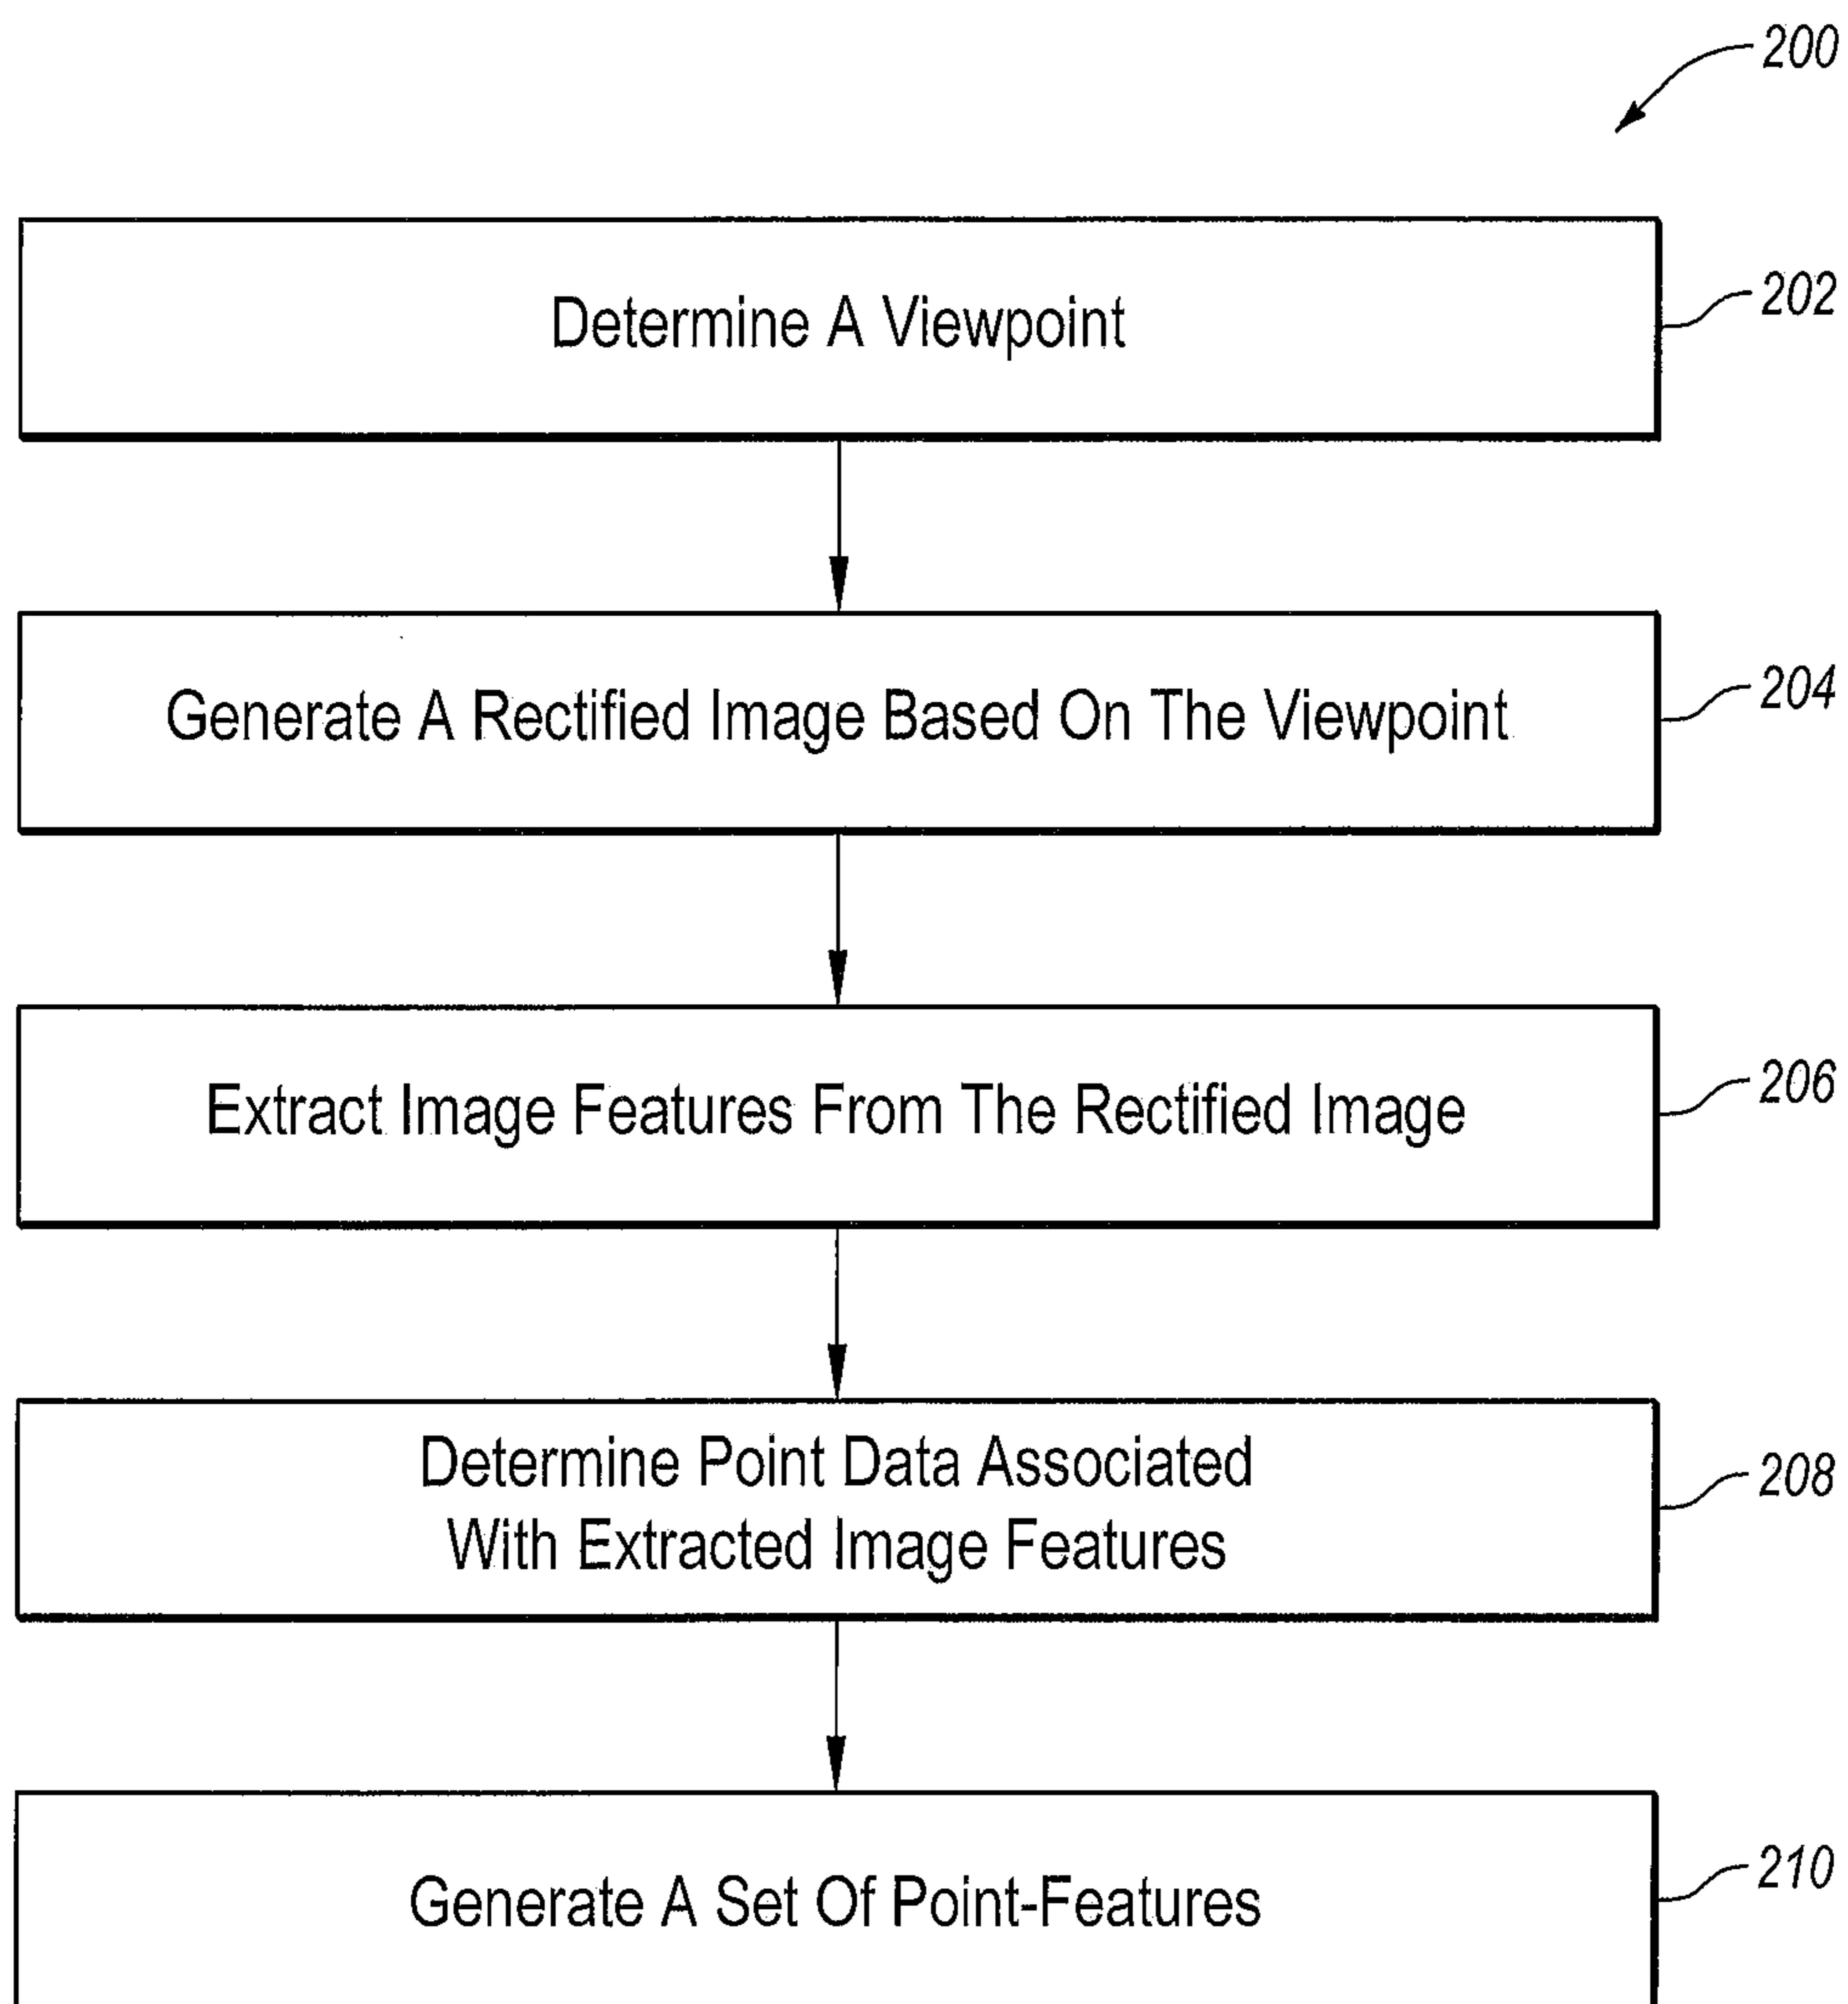 200
Determine A Viewpoint
202
Generate A Rectified Image Based On The Viewpoint
204
Extract Image Features From The Rectified Image
206
Determine Point Data Associated
With Extracted Image Features
208
Generate A Set Of Point-Features
210